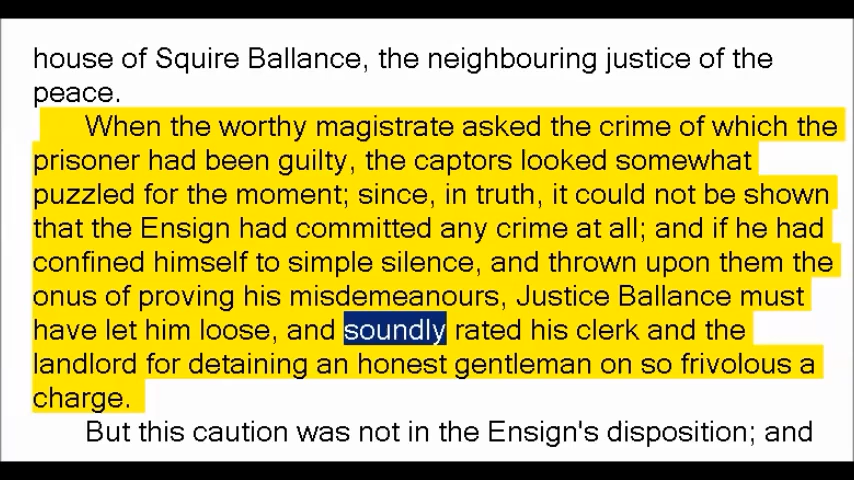 house of Squire Ballance, the neighbouring justice of the
peace.
When the worthy magistrate asked the crime of which the
prisoner had been guilty, the captors looked somewhat
puzzled for the moment; since, in truth, it could not be shown
that the Ensign had committed any crime at all; and if he had
confined himself to simple silence, and thrown upon them the
onus of proving his misdemeanours, Justice Ballance must
have let him loose, and soundly rated his clerk and the
landlord for detaining an honest gentleman on so frivolous a
charge.
But this caution was not in the Ensign's disposition; and